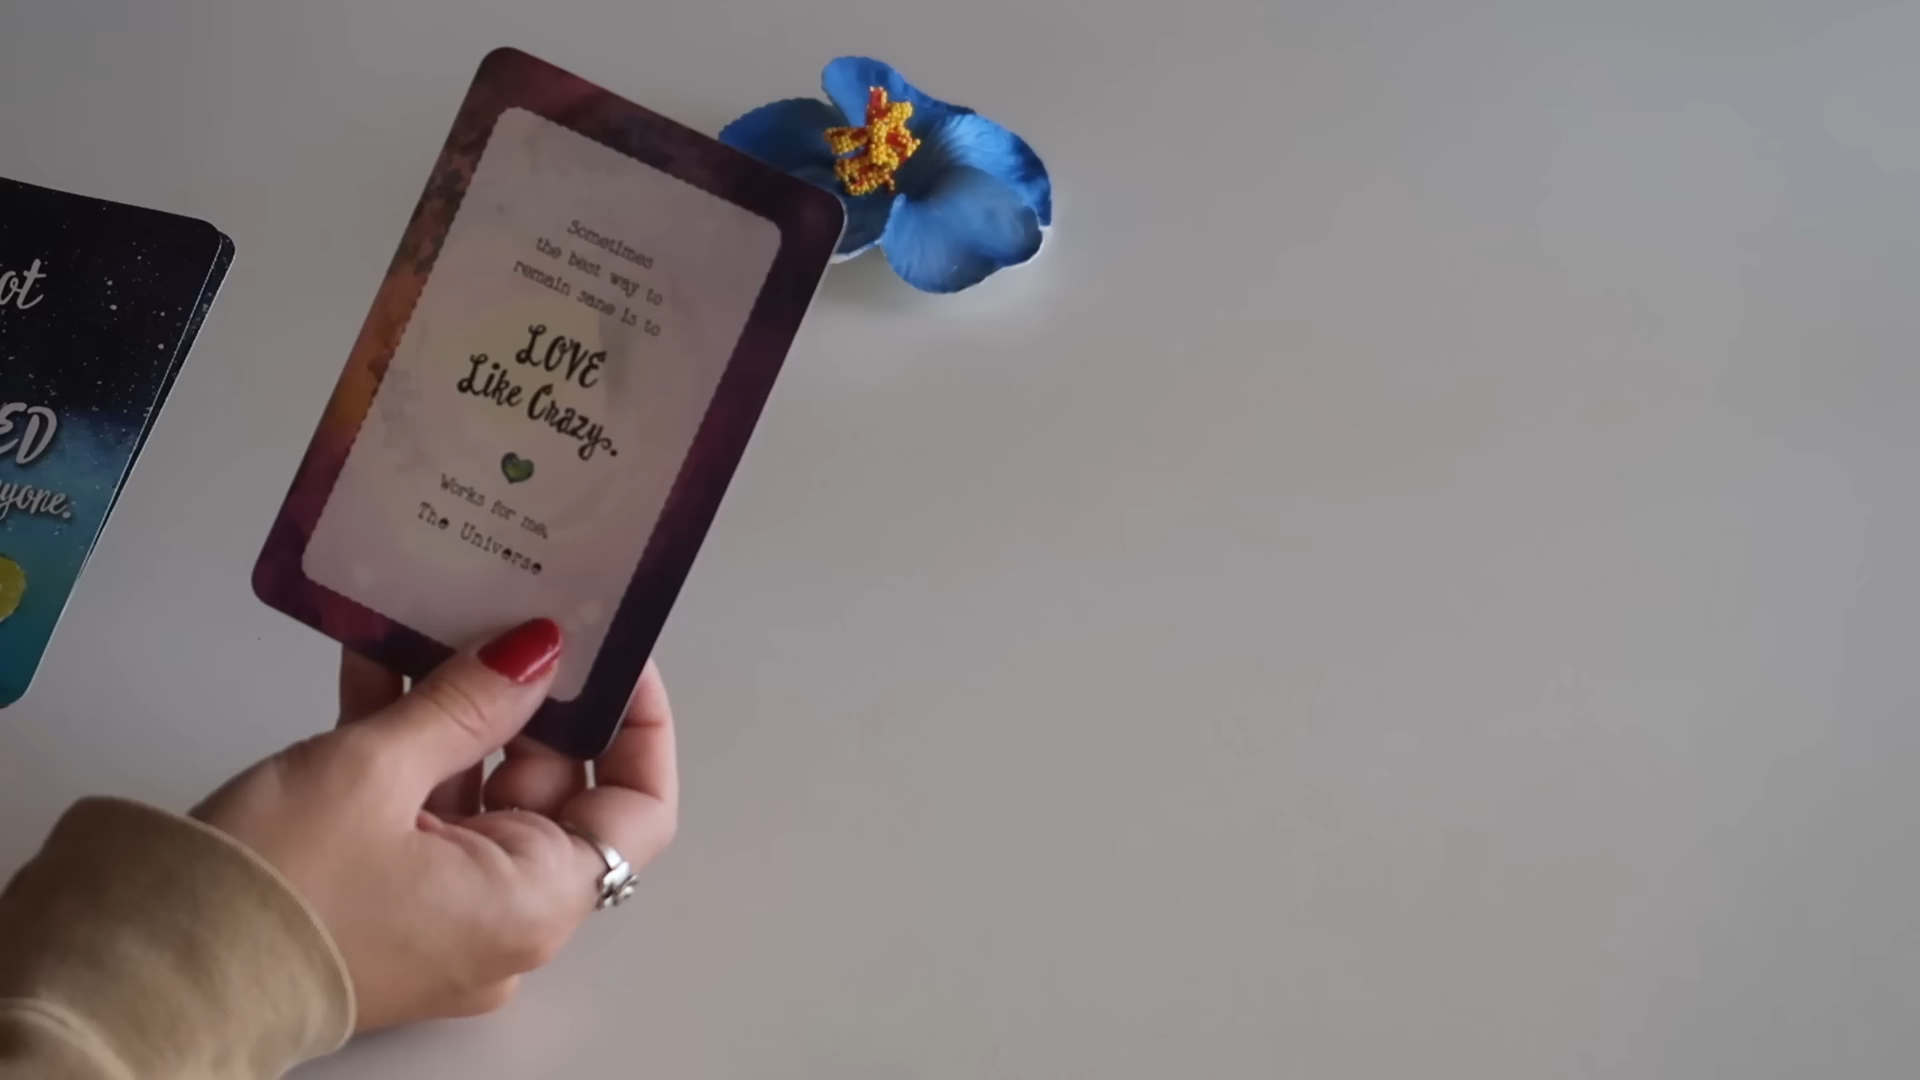 Sometimes
the best way to
remain sane is to
LOVE
Like Crazy.
Works for me,
The Universe
ot
ED
yone.